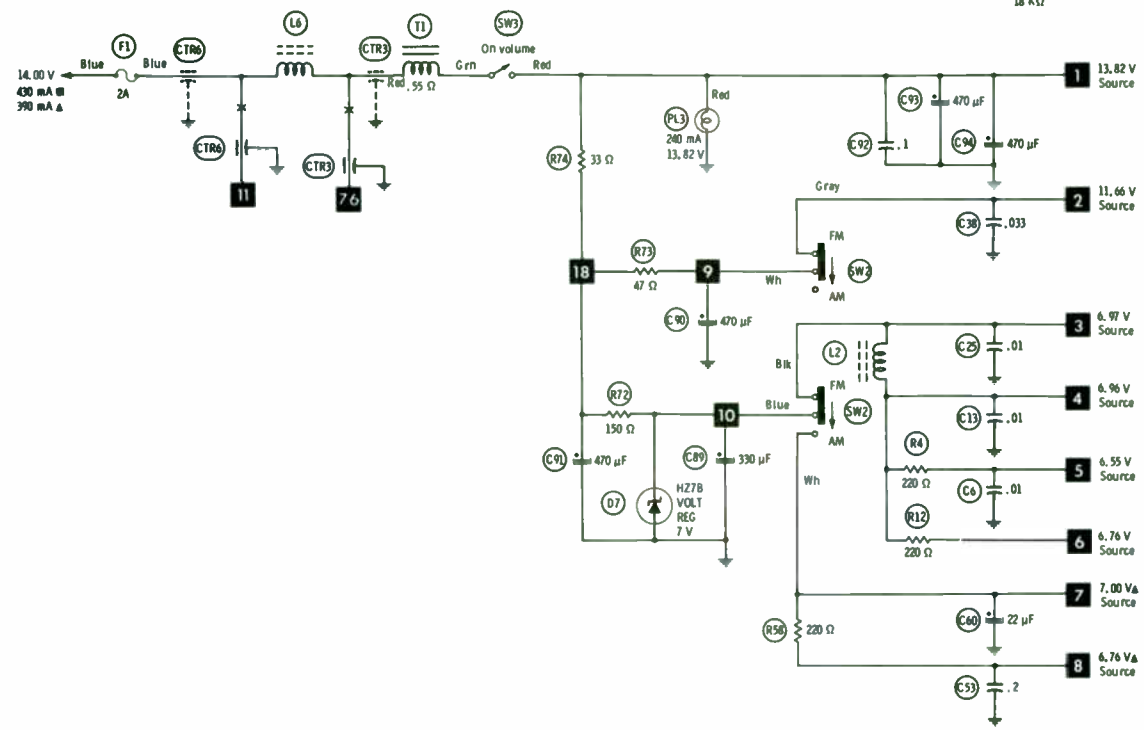 18 KΩ
F1
L6
T1
SW3
CTR6
CTR3
On volume
Blue
Blue
Grn
Red
14.00 V
430 mA
390 mA ▲
2A
Red .55 Ω
CTR6
CTR3
11
76
R74
33 Ω
Red
PL3
240 mA
13.82 V
C93
470 µF
C92
.1
C94
470 µF
1
13.82 V
Source
Gray
2
11.66 V
Source
C38
.033
FM
SW2
AM
18
R73
47 Ω
9
Wh
C90
470 µF
3
6.97 V
Source
C25
.01
L2
Blk
FM
SW2
AM
4
6.96 V
Source
C13
.01
R72
150 Ω
10
Blue
C91
470 µF
C89
330 µF
R4
220 Ω
5
6.55 V
Source
C6
.01
D7
HZ7B
VOLT
REG
7 V
Wh
R12
220 Ω
6
6.76 V
Source
7
7.00 V▲
Source
C60
22 µF
R58
220 Ω
8
6.76 V▲
Source
C53
.2